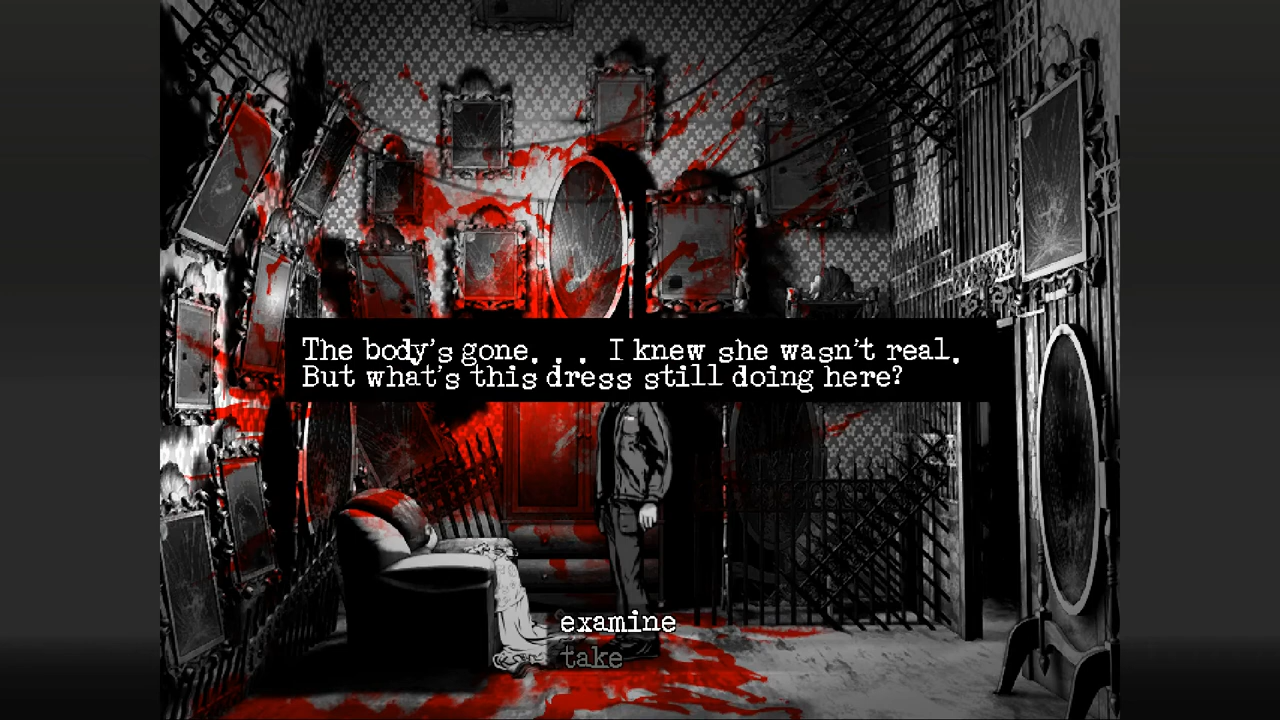 The body's gone. . . I knew she wasn't real.
But what's this dress still doing here?
examine
take